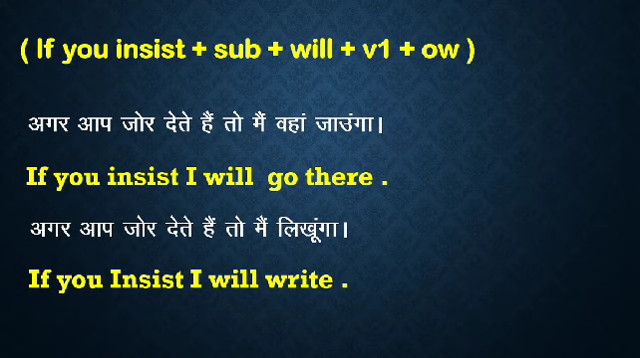 ( If you insist + sub + will + v1 + ow )
अगर आप जोर देते हैं तो मैं वहां जाउंगा।
If you insist I will  go there .
अगर आप जोर देते हैं तो मैं लिखूंगा।
If you Insist I will write .